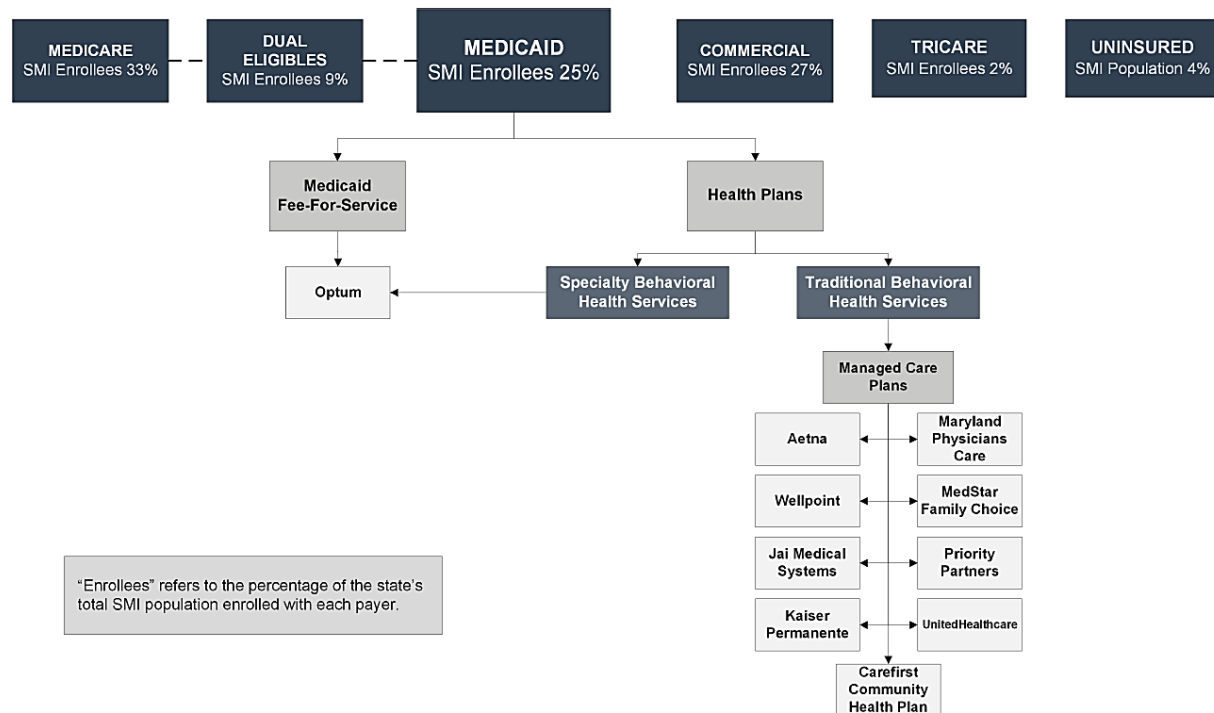 MEDICARE
SMI Enrollees 33%
DUAL
ELIGIBLES
SMI Enrollees 9%
MEDICAID
SMI Enrollees 25%
COMMERCIAL
SMI Enrollees 27%
TRICARE
SMI Enrollees 2%
UNINSURED
SMI Population 4%
Medicaid
Fee-For-Service
Health Plans
Optum
Specialty Behavioral
Health Services
Traditional Behavioral
Health Services
Managed Care
Plans
Aetna
Maryland
Physicians
Care
Wellpoint
MedStar
Family Choice
Jai Medical
Systems
Priority
Partners
Kaiser
Permanente
UnitedHealthcare
Carefirst
Community
Health Plan
“Enrollees” refers to the percentage of the state’s
total SMI population enrolled with each payer.